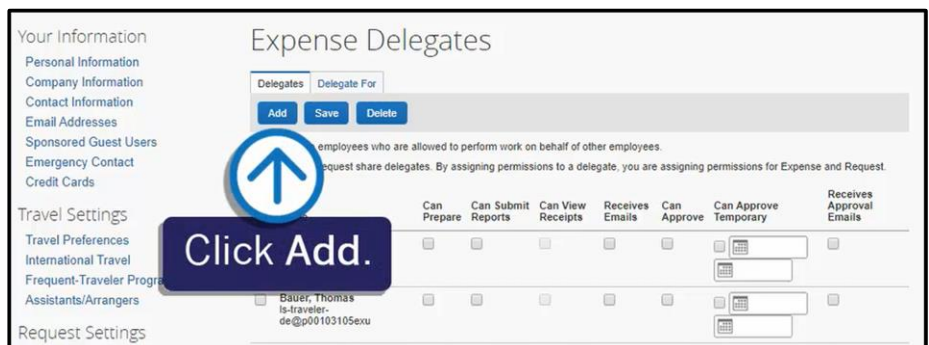 Your Information
Personal Information
Company Information
Contact Information
Email Addresses
Sponsored Guest Users
Emergency Contact
Credit Cards
Travel Settings
Travel Preferences
International Travel
Frequent-Traveler
Assistants/Arrangers
Request Settings
Expense Delegates
Delegates Delegate For
Add Save Delete
employees who are allowed to perform work on behalf of other employees.
share delegates. By assigning permissions to a delegate, you are assigning permissions for Expense and Request.
Can Prepare
Can Submit Reports
Can View Receipts
Receives Emails
Can Approve
Can Approve Temporary
Receives Approval Emails
Click Add.
Bauer, Thomas
ls-traveler-
de@p00103105exu